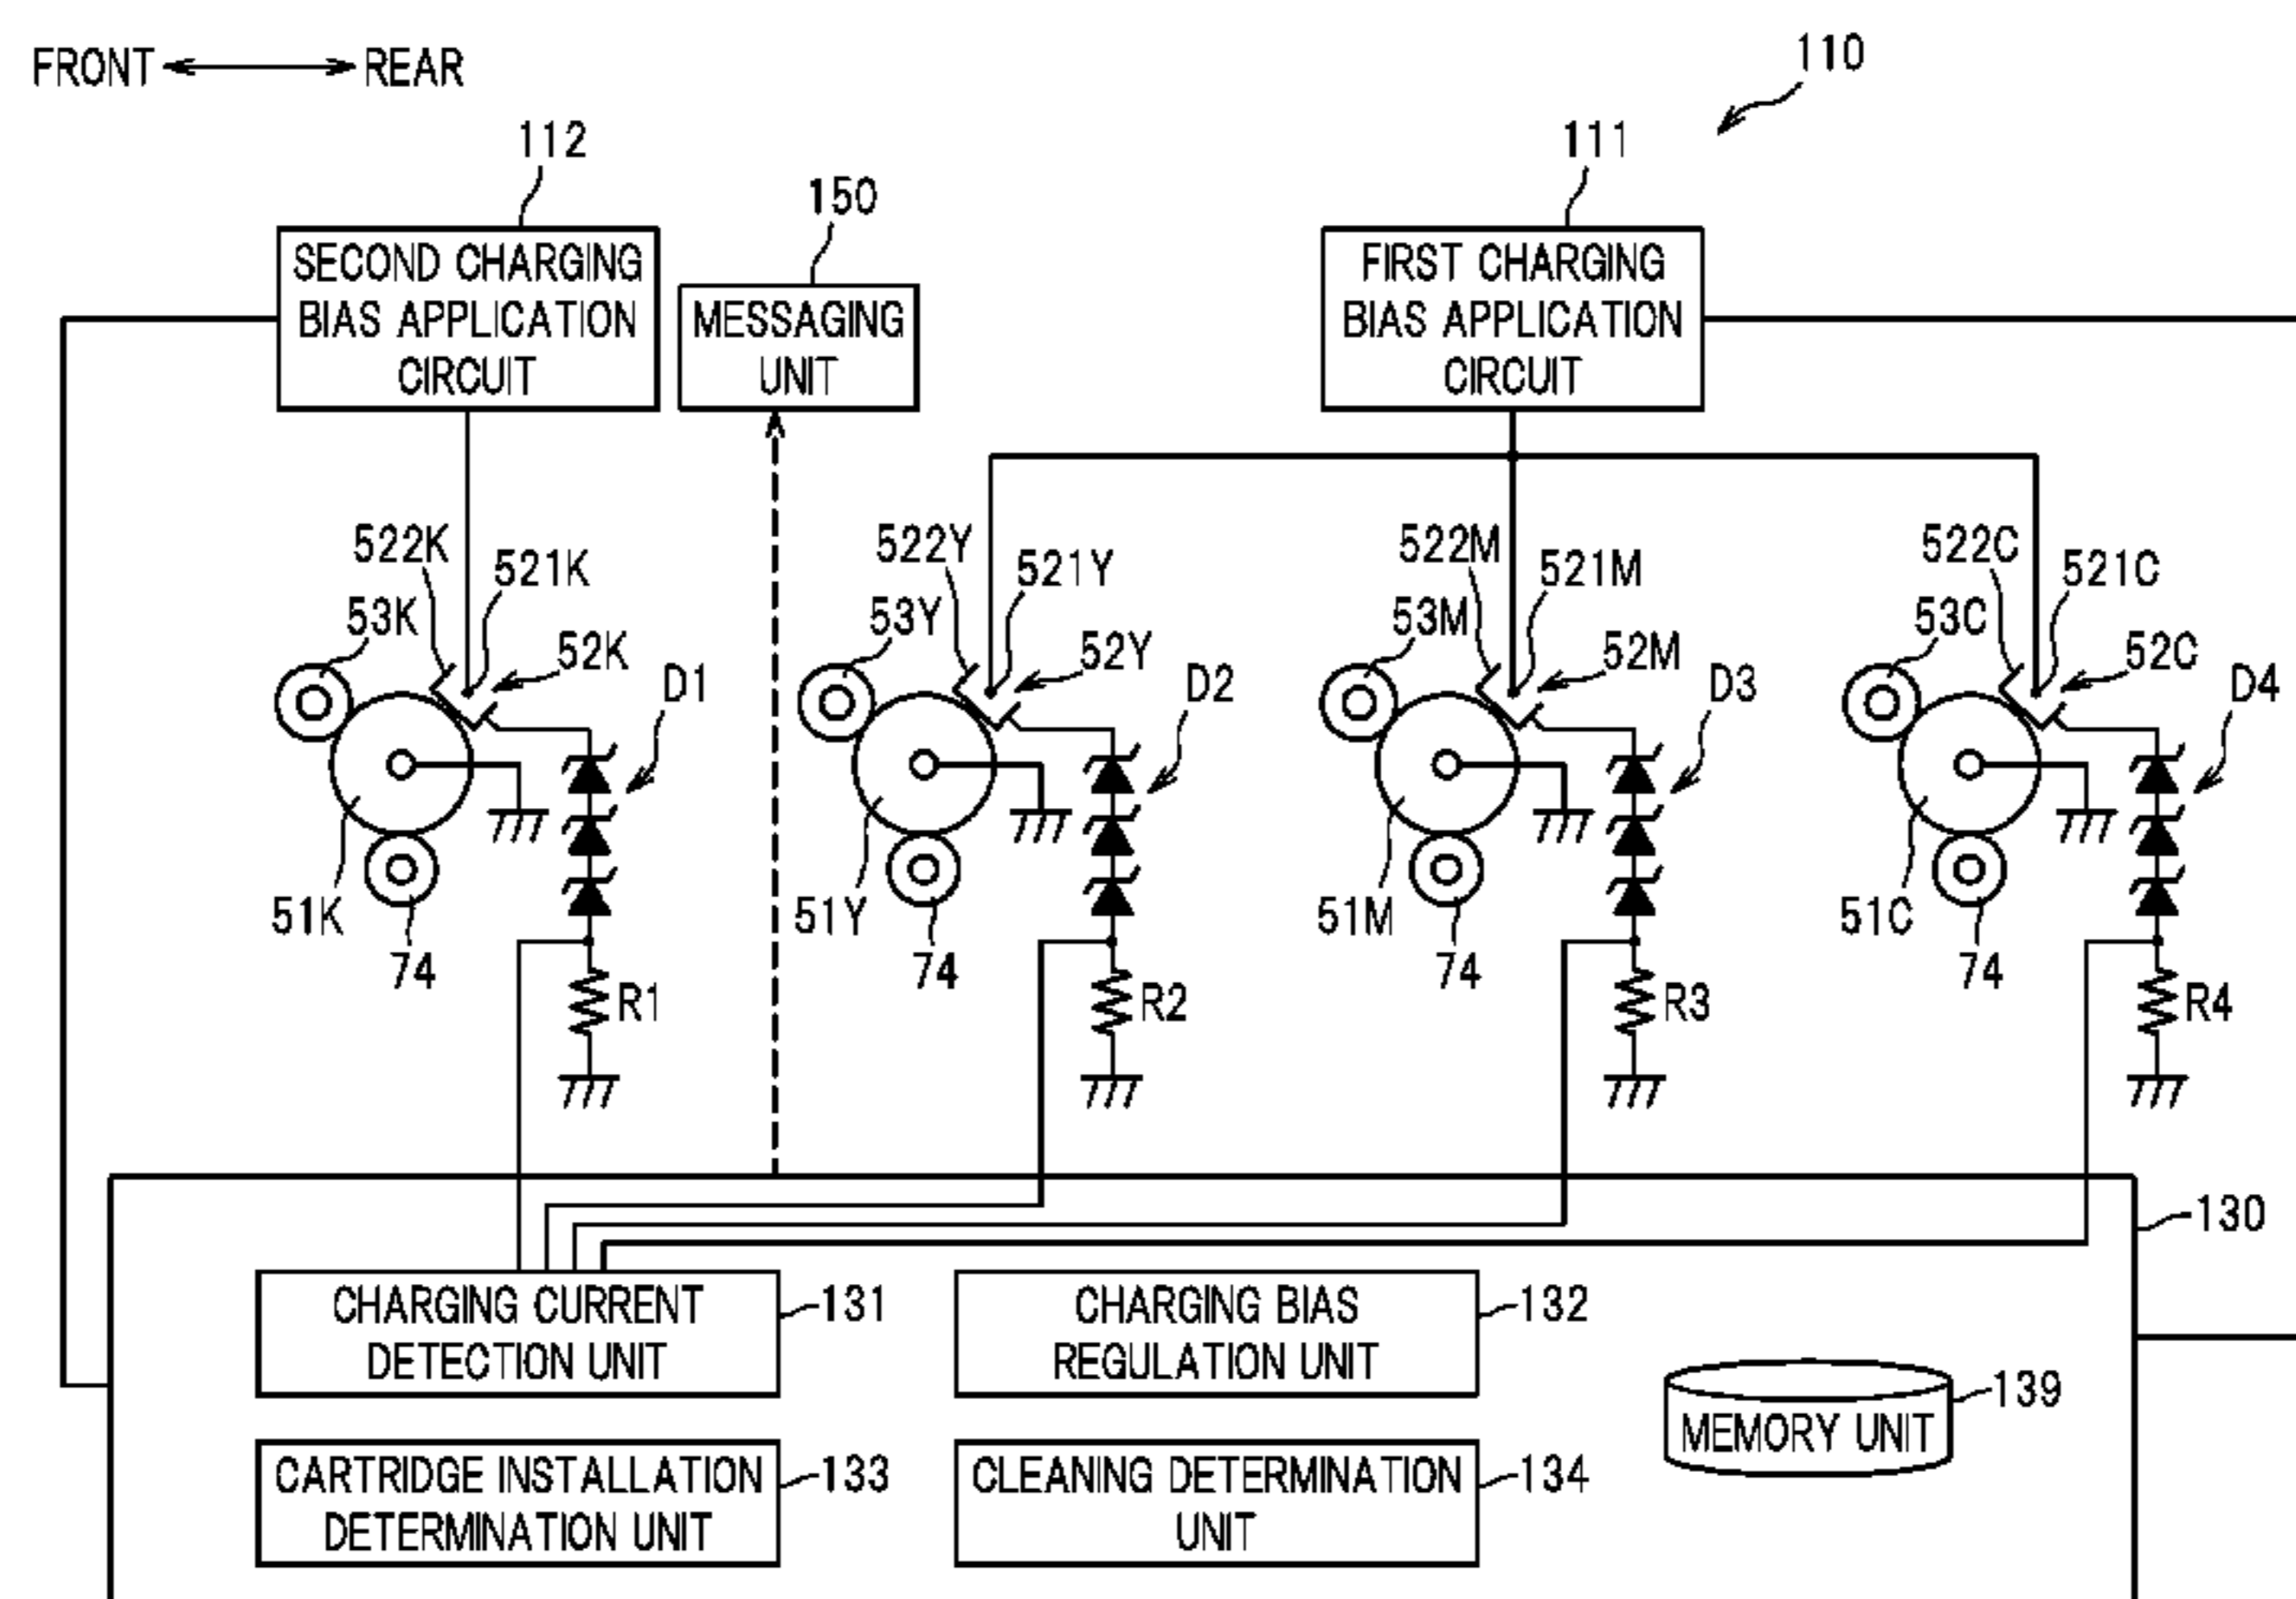 FRONT REAR
110
112
150
111
SECOND CHARGING
BIAS APPLICATION
CIRCUIT
MESSAGING
UNIT
FIRST CHARGING
BIAS APPLICATION
CIRCUIT
522K 521K 53K 52K D1
522Y 521Y 53Y 52Y D2
522M 521M 53M 52M D3
522C 521C 53C 52C D4
51K 74 R1
51Y 74 R2
51M 74 R3
51C 74 R4
130
CHARGING CURRENT
DETECTION UNIT
131
CHARGING BIAS
REGULATION UNIT
132
MEMORY UNIT
139
CARTRIDGE INSTALLATION
DETERMINATION UNIT
133
CLEANING DETERMINATION
UNIT
134